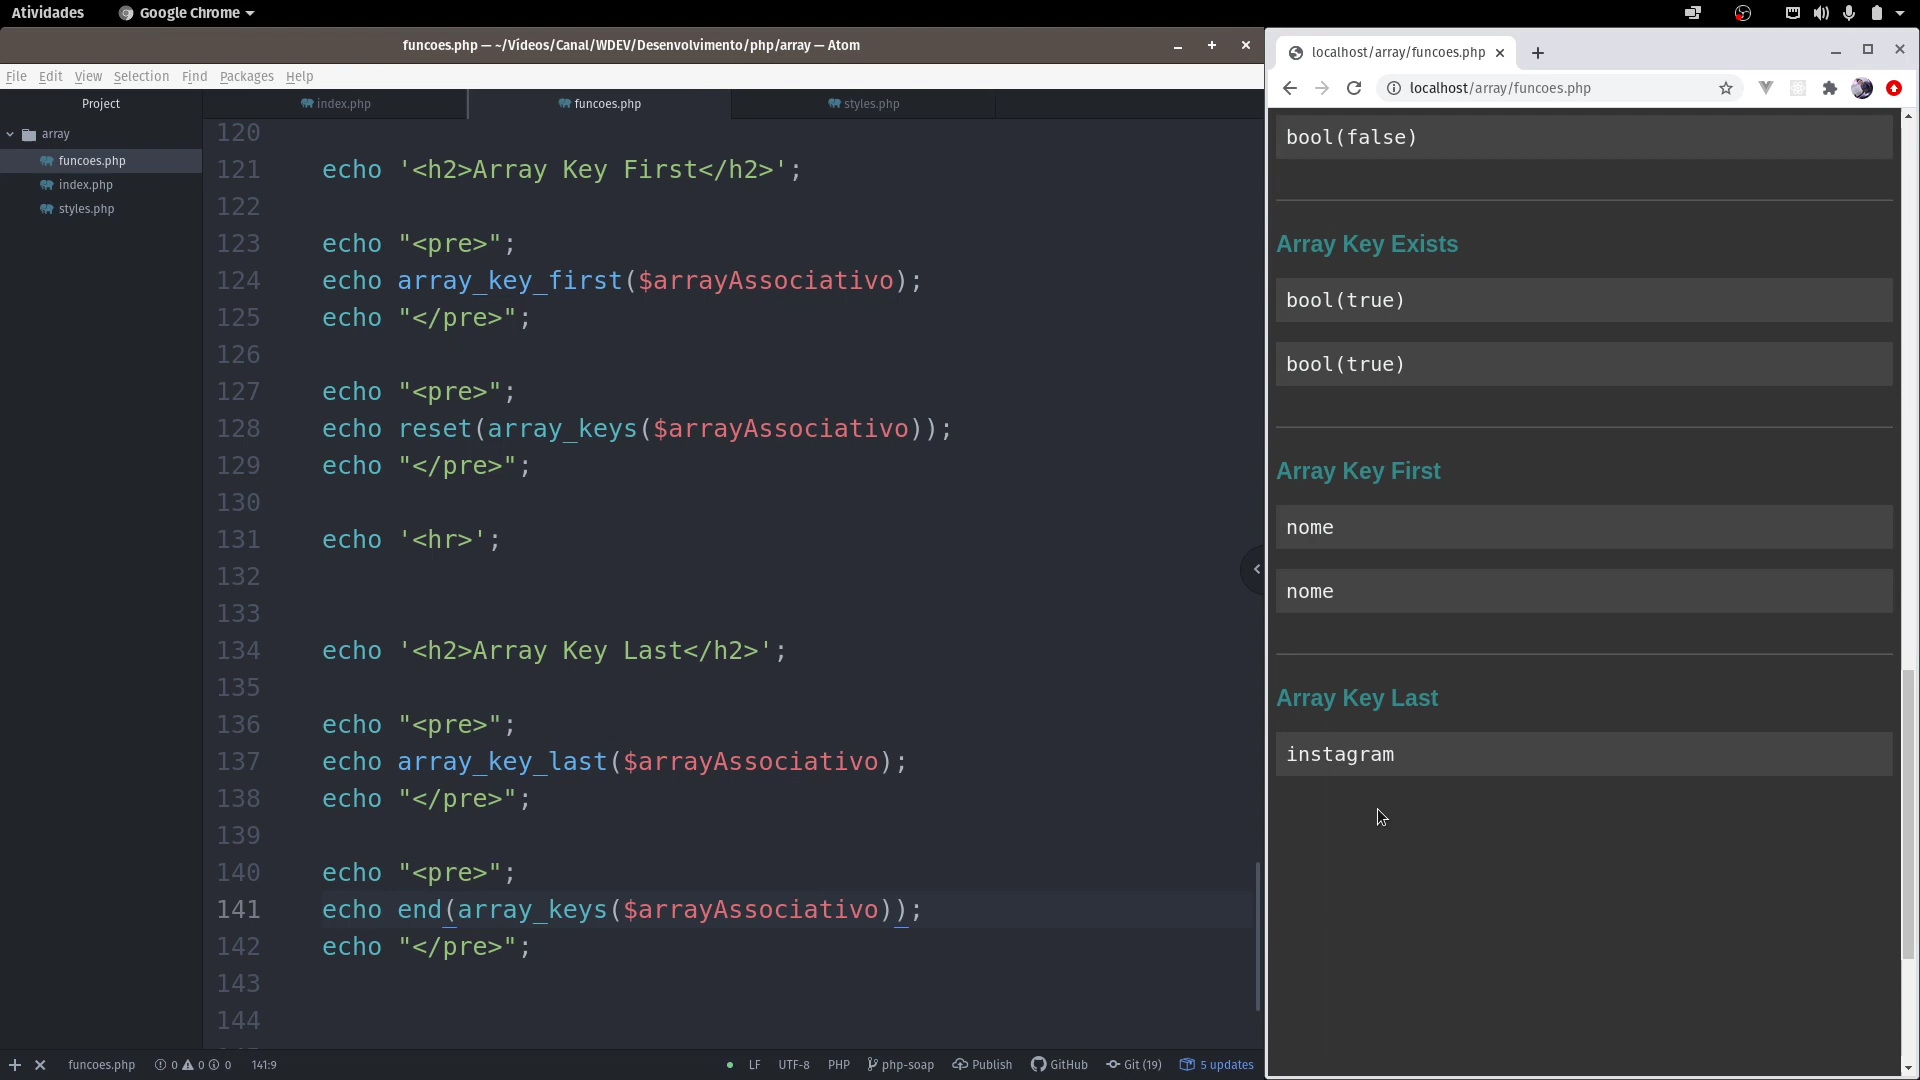 Atividades
Google Chrome
funcoes.php — ~/Vídeos/Canal/WDEV/Desenvolvimento/php/array — Atom
File Edit View Selection Find Packages Help
Project
array
funcoes.php
index.php
styles.php
index.php
funcoes.php
styles.php
120
121 echo '<h2>Array Key First</h2>';
122
123 echo "<pre>";
124 echo array_key_first($arrayAssociativo);
125 echo "</pre>";
126
127 echo "<pre>";
128 echo reset(array_keys($arrayAssociativo));
129 echo "</pre>";
130
131 echo '<hr>';
132
133
134 echo '<h2>Array Key Last</h2>';
135
136 echo "<pre>";
137 echo array_key_last($arrayAssociativo);
138 echo "</pre>";
139
140 echo "<pre>";
141 echo end(array_keys($arrayAssociativo));
142 echo "</pre>";
143
144
funcoes.php 0 0 0 141:9
LF UTF-8 PHP php-soap Publish GitHub Git (19) 5 updates
localhost/array/funcoes.php
localhost/array/funcoes.php
bool(false)
Array Key Exists
bool(true)
bool(true)
Array Key First
nome
nome
Array Key Last
instagram